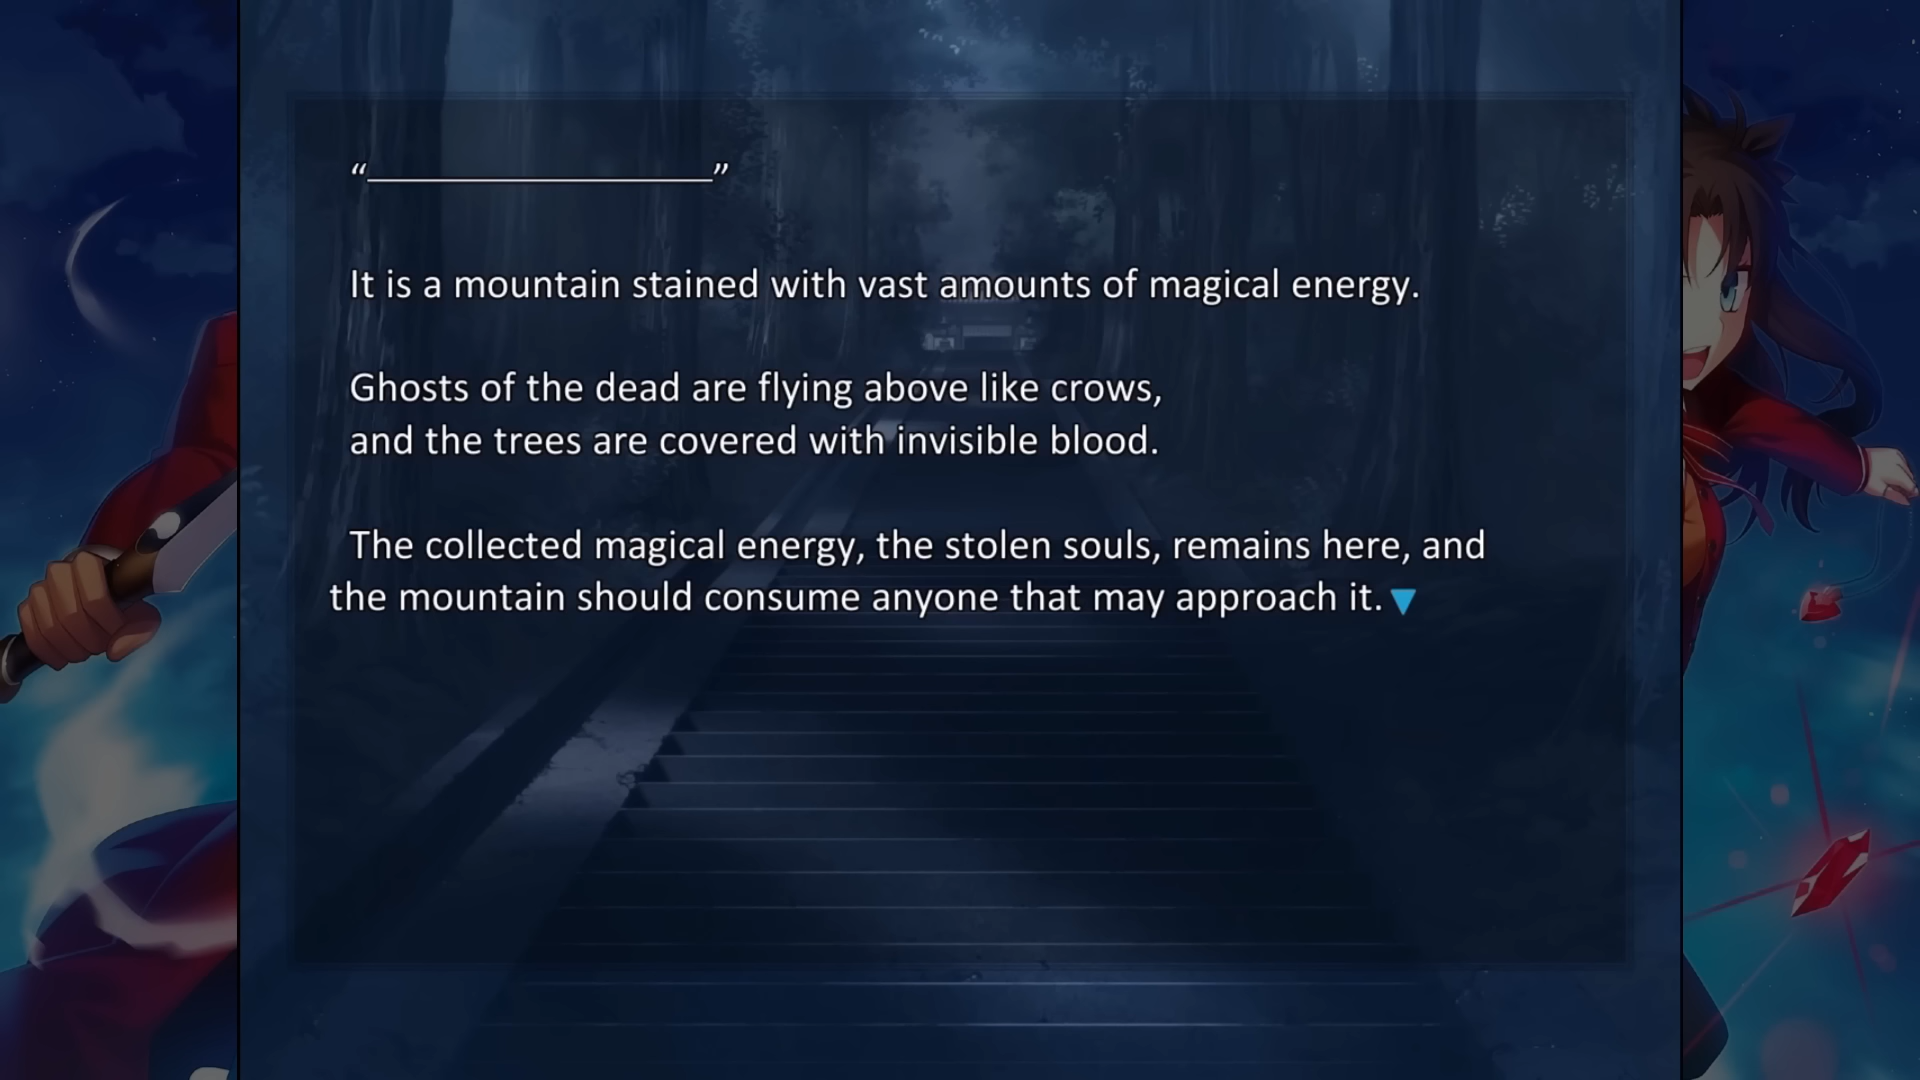 “____________________”
It is a mountain stained with vast amounts of magical energy.
Ghosts of the dead are flying above like crows,
and the trees are covered with invisible blood.
The collected magical energy, the stolen souls, remains here, and
the mountain should consume anyone that may approach it.